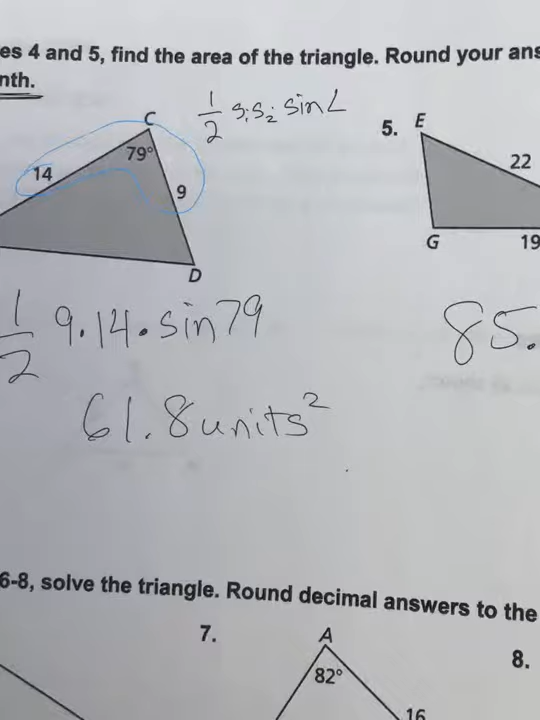 es 4 and 5, find the area of the triangle. Round your ans
nth.
1/2 s₁s₂ sin∠
C
79°
14
9
D
5.
E
22
G
19
1/2 9·14·sin79
61.8 units²
85.
6-8, solve the triangle. Round decimal answers to the
7.
A
82°
16
8.